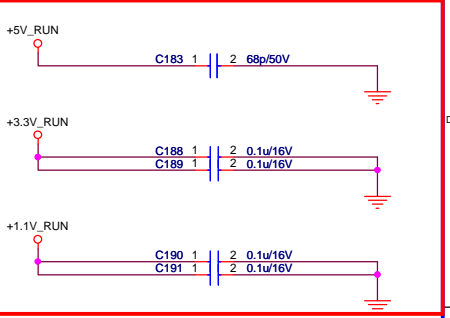 +5V_RUN
C183 1 2 68p/50V
+3.3V_RUN
C188 1 2 0.1u/16V
C189 1 2 0.1u/16V
+1.1V_RUN
C190 1 2 0.1u/16V
C191 1 2 0.1u/16V